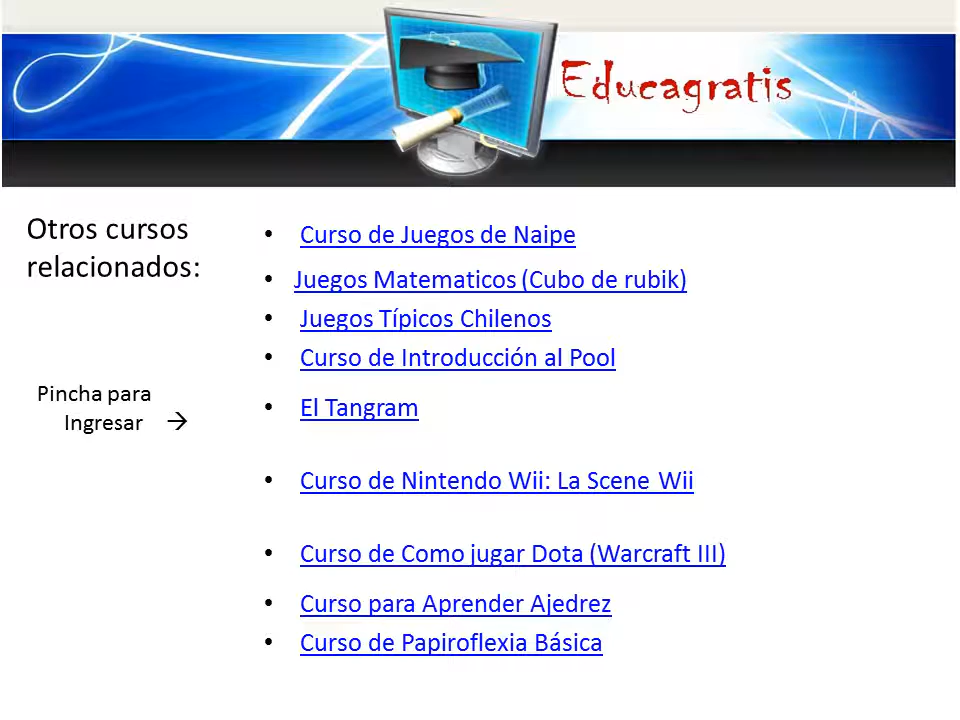 Educagratis
Otros cursos
relacionados:
• Curso de Juegos de Naipe
• Juegos Matematicos (Cubo de rubik)
• Juegos Típicos Chilenos
• Curso de Introducción al Pool
Pincha para
Ingresar →
• El Tangram
• Curso de Nintendo Wii: La Scene Wii
• Curso de Como jugar Dota (Warcraft III)
• Curso para Aprender Ajedrez
• Curso de Papiroflexia Básica